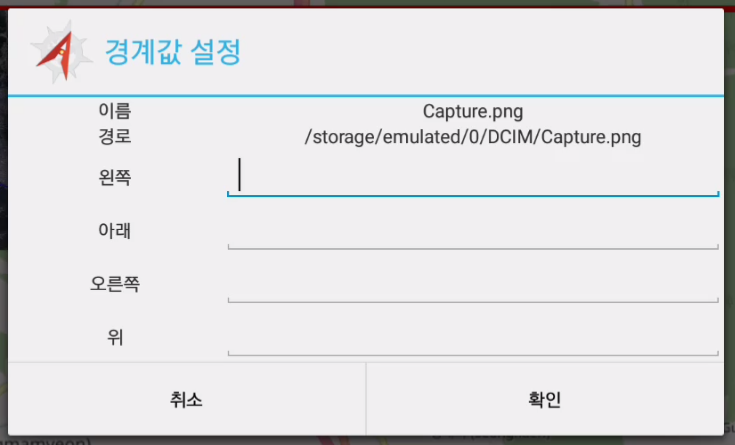 경계값 설정
이름 Capture.png
경로 /storage/emulated/0/DCIM/Capture.png
왼쪽
아래
오른쪽
위
취소 확인